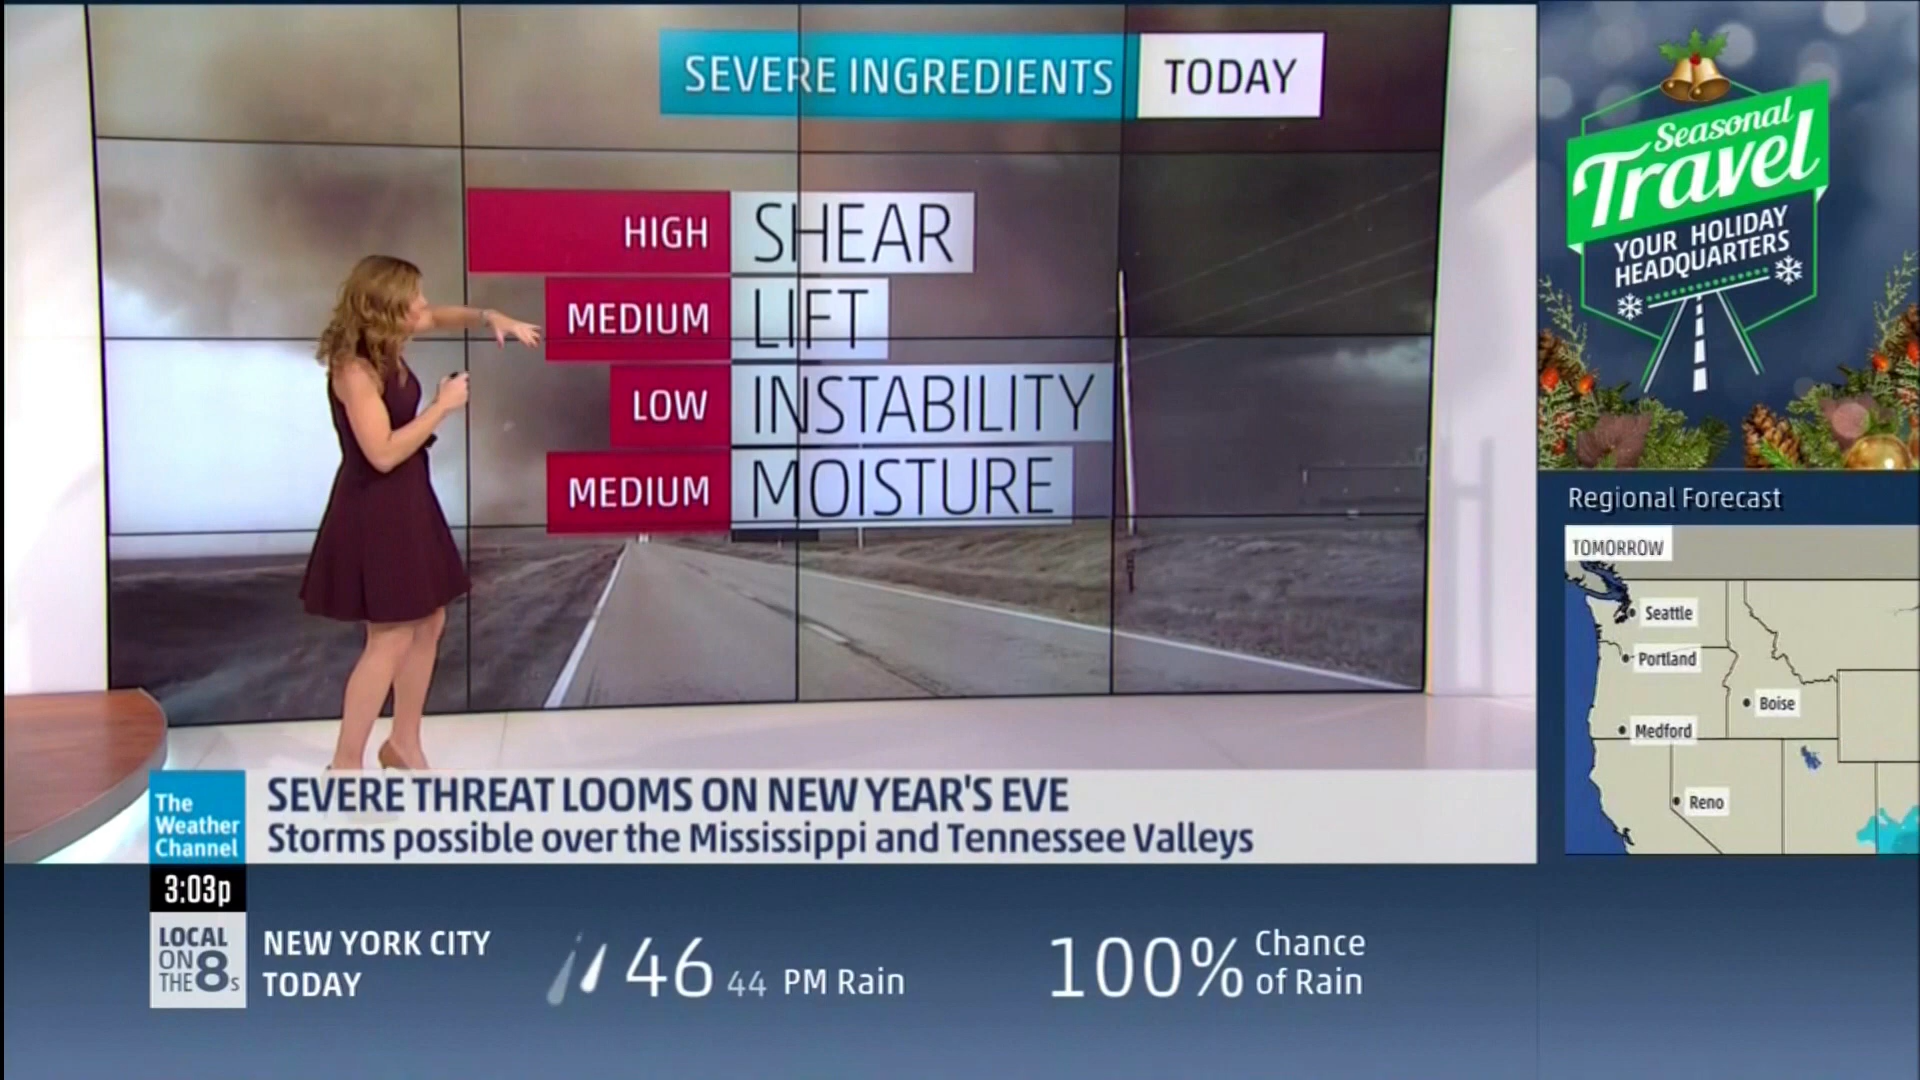 SEVERE INGREDIENTS TODAY
HIGH SHEAR
MEDIUM LIFT
LOW INSTABILITY
MEDIUM MOISTURE
Seasonal
Travel
YOUR HOLIDAY
HEADQUARTERS
Regional Forecast
TOMORROW
Seattle
Portland
Boise
Medford
Reno
The
Weather
Channel
SEVERE THREAT LOOMS ON NEW YEAR'S EVE
Storms possible over the Mississippi and Tennessee Valleys
3:03p
LOCAL
ON
THE 8s
NEW YORK CITY
TODAY
46 44 PM Rain
100% Chance
of Rain